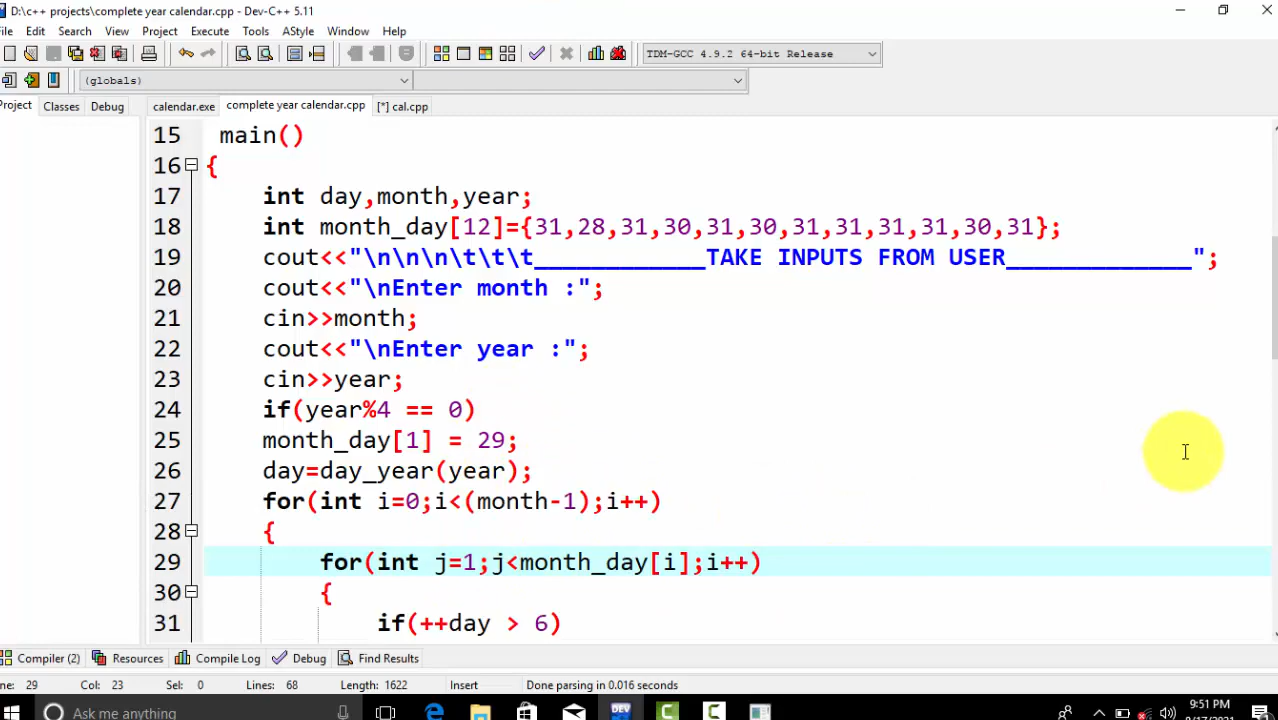 D:\c++ projects\complete year calendar.cpp - Dev-C++ 5.11
File Edit Search View Project Execute Tools AStyle Window Help
TDM-GCC 4.9.2 64-bit Release
(globals)
Project Classes Debug calendar.exe complete year calendar.cpp [*] cal.cpp
15 main()
16 {
17 int day,month,year;
18 int month_day[12]={31,28,31,30,31,30,31,31,31,31,30,31};
19 cout<<"\n\n\n\t\t\t____________TAKE INPUTS FROM USER_____________";
20 cout<<"\nEnter month :";
21 cin>>month;
22 cout<<"\nEnter year :";
23 cin>>year;
24 if(year%4 == 0)
25 month_day[1] = 29;
26 day=day_year(year);
27 for(int i=0;i<(month-1);i++)
28 {
29 for(int j=1;j<month_day[i];i++)
30 {
31 if(++day > 6)
Compiler (2) Resources Compile Log Debug Find Results
ne: 29 Col: 23 Sel: 0 Lines: 68 Length: 1622 Insert Done parsing in 0.016 seconds
Ask me anything
DEV
9:51 PM